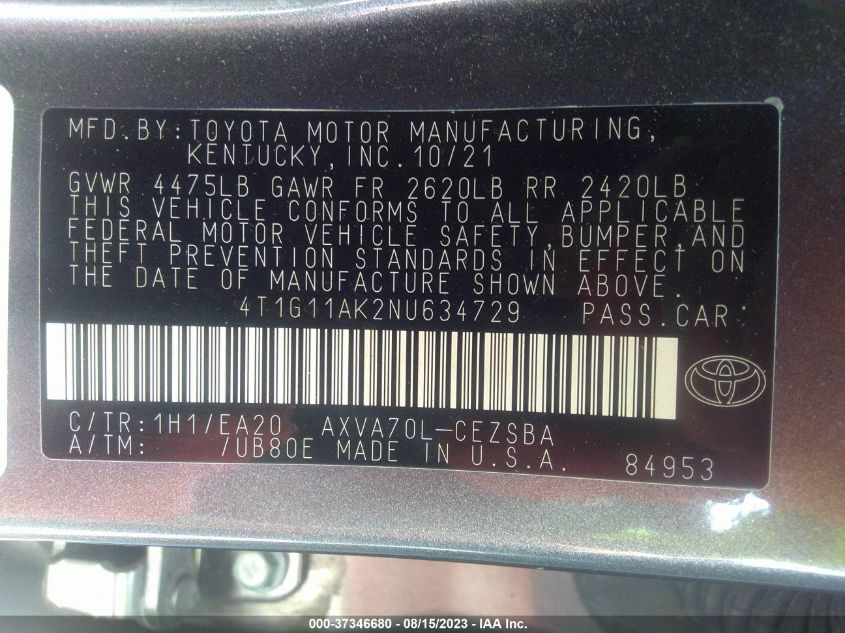 MFD.BY:TOYOTA MOTOR MANUFACTURING,
KENTUCKY,INC.10/21
GVWR 4475LB GAWR FR 2620LB RR 2420LB
THIS VEHICLE CONFORMS TO ALL APPLICABLE
FEDERAL MOTOR VEHICLE SAFETY,BUMPER,AND
THEFT PREVENTION STANDARDS IN EFFECT ON
THE DATE OF MANUFACTURE SHOWN ABOVE.
4T1G11AK2NU634729 PASS.CAR
C/TR:1H1/EA20 AXVA70L-CEZSBA
A/TM: /UB80E MADE IN U.S.A. 84953
000-37346680 - 08/15/2023 - IAA Inc.